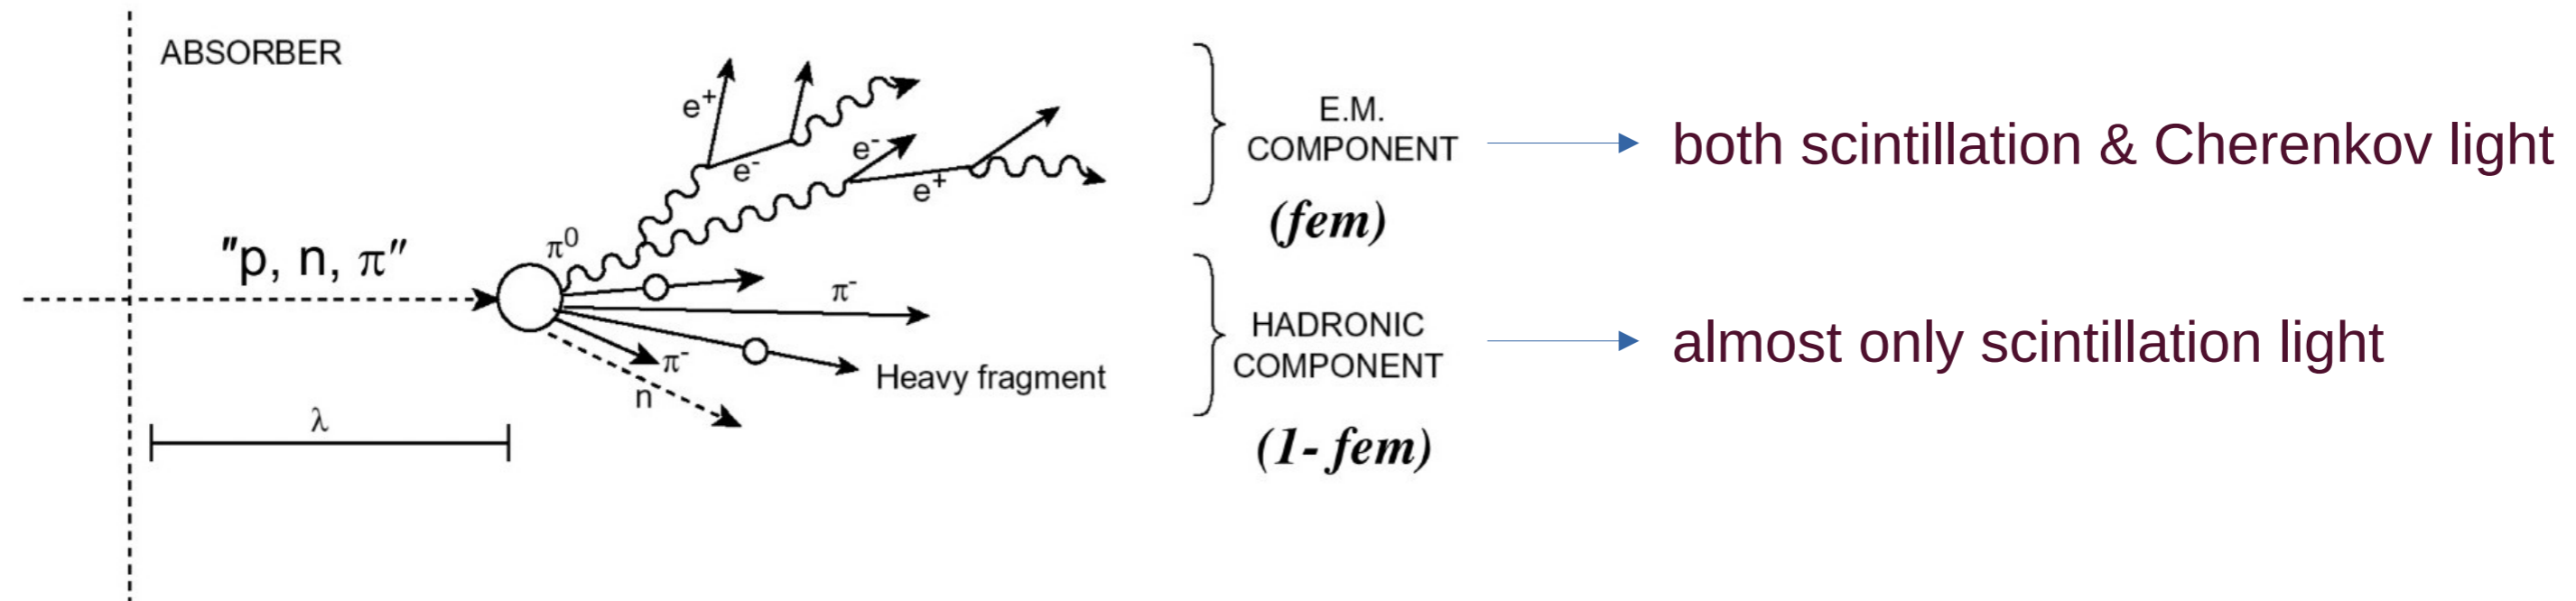 ABSORBER
e⁺
e⁻
e⁻
e⁺
E.M.
COMPONENT
both scintillation & Cherenkov light
(fem)
"p, n, π"
π⁰
π⁻
π⁻
n
Heavy fragment
HADRONIC
COMPONENT
almost only scintillation light
(1- fem)
λ